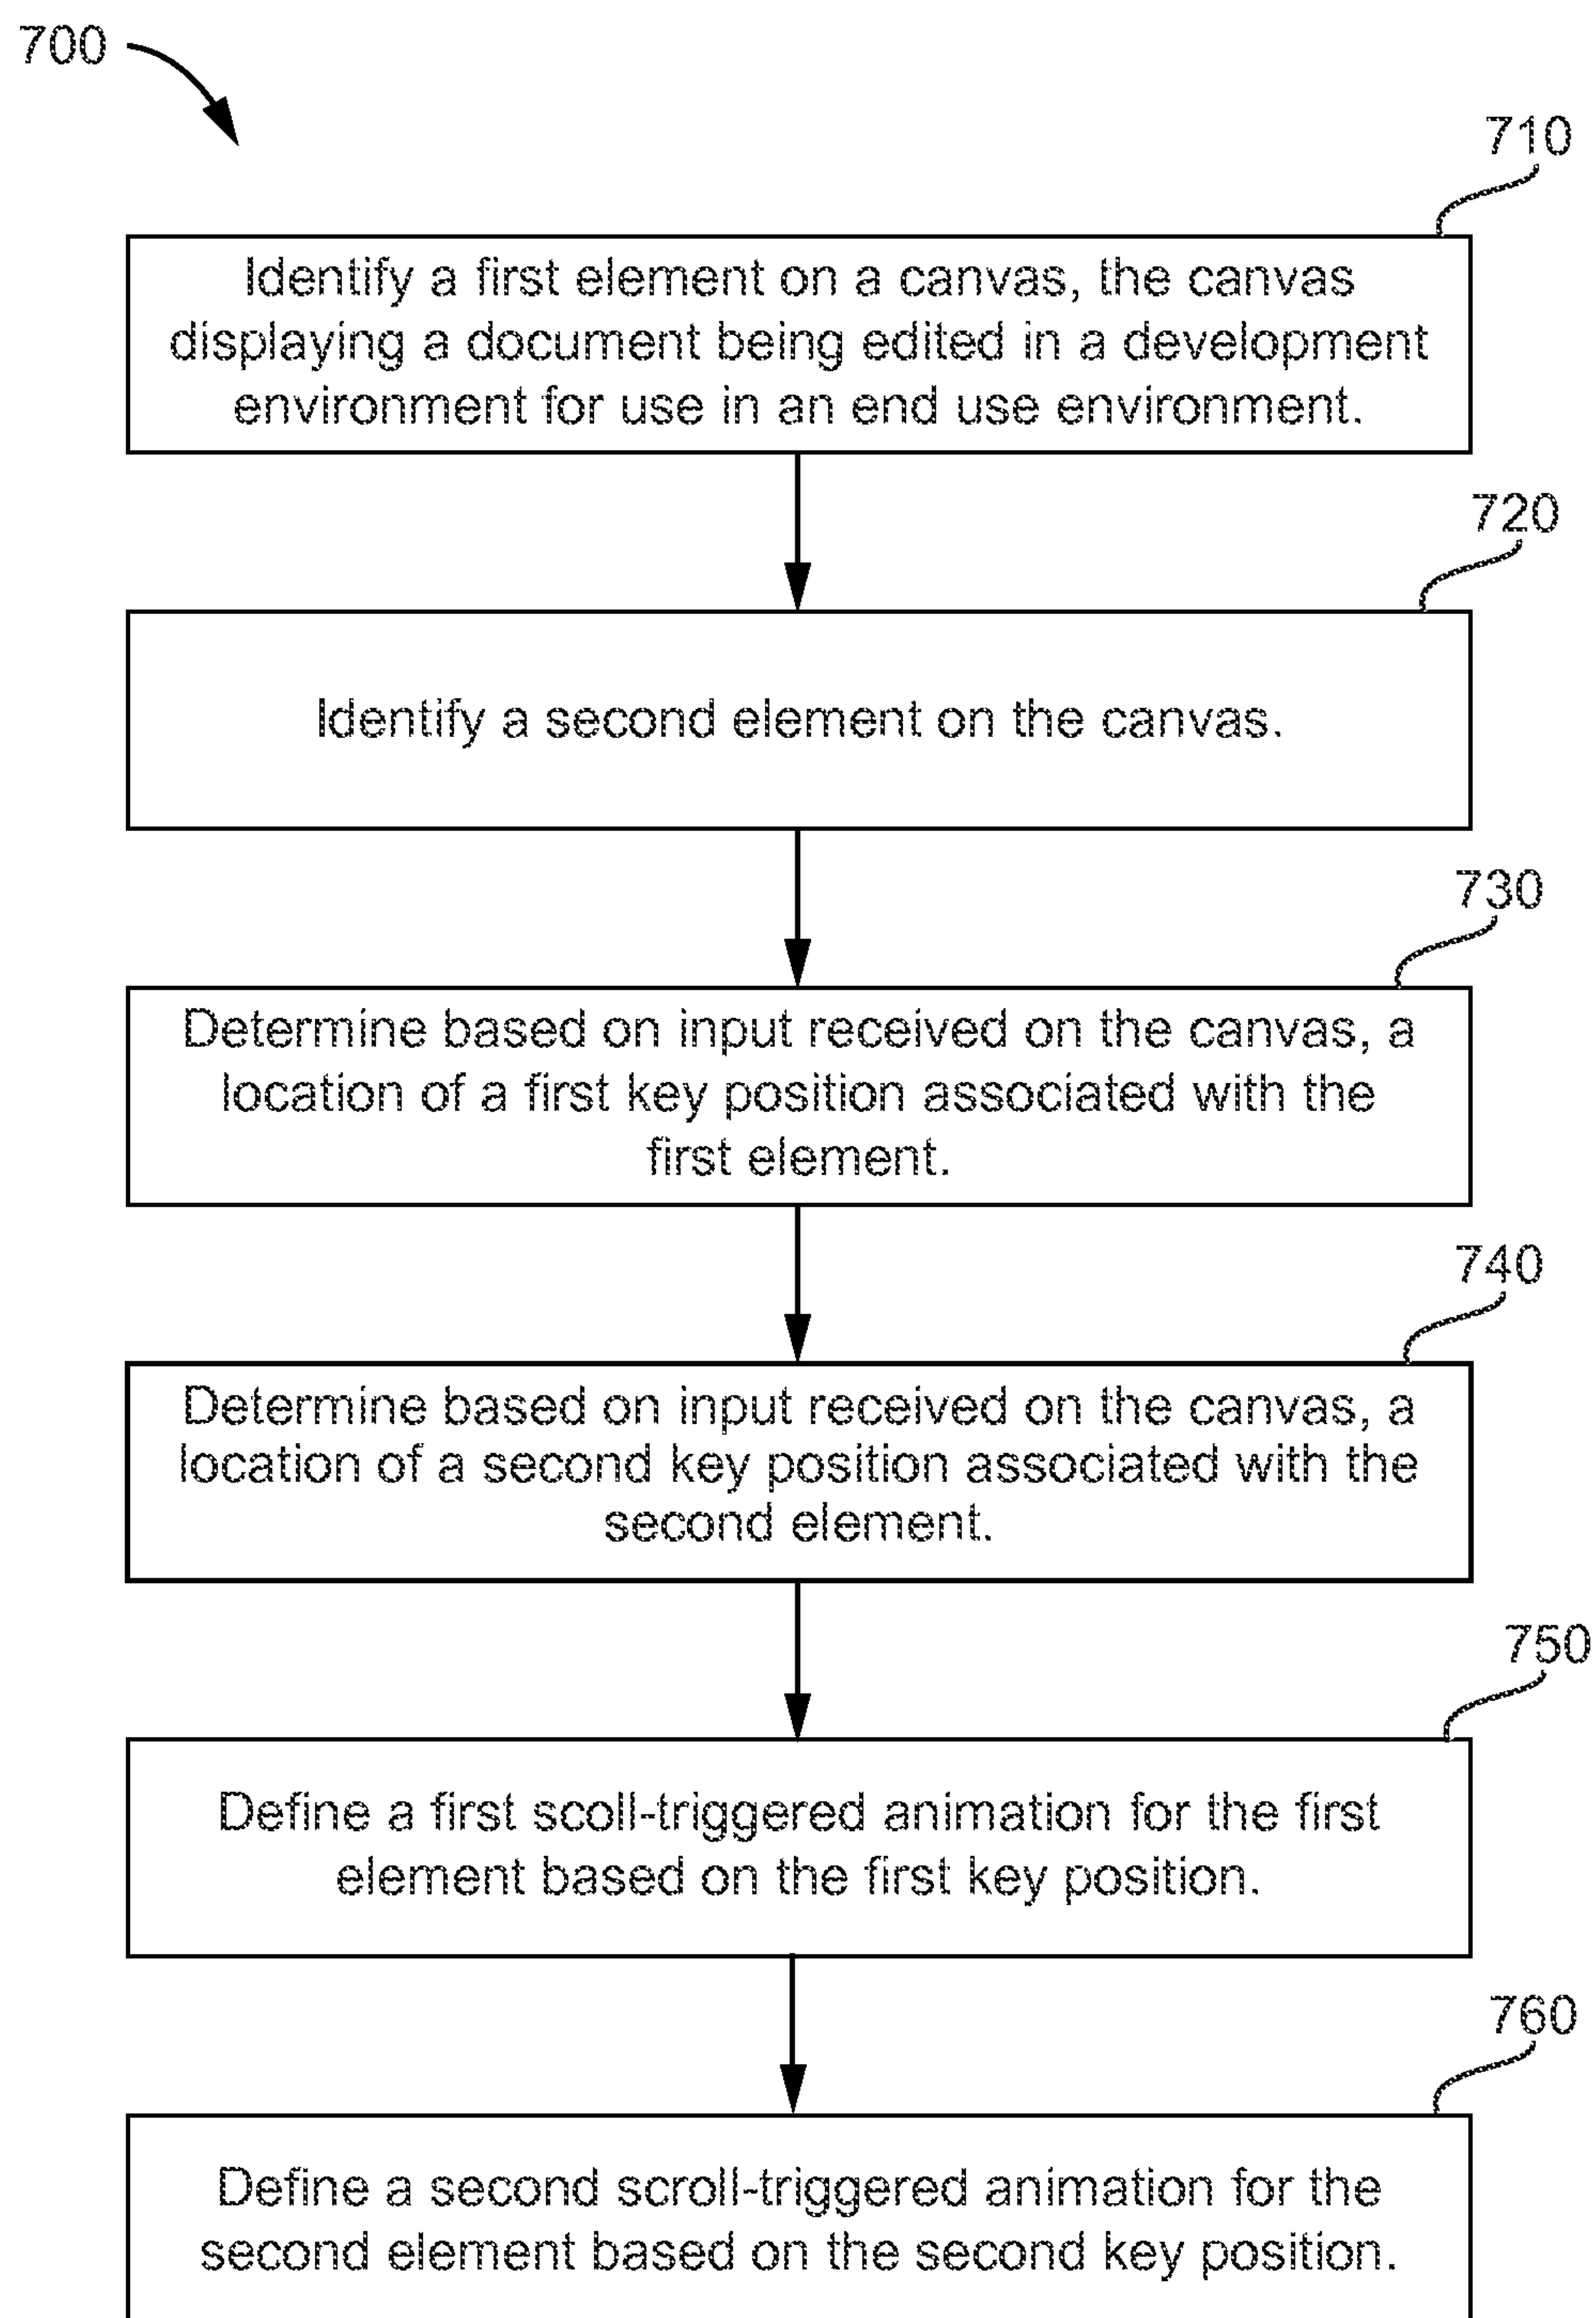 700
710
Identify a first element on a canvas, the canvas
displaying a document being edited in a development
environment for use in an end use environment.
720
Identify a second element on the canvas.
730
Determine based on input received on the canvas, a
location of a first key position associated with the
first element.
740
Determine based on input received on the canvas, a
location of a second key position associated with the
second element.
750
Define a first scoll-triggered animation for the first
element based on the first key position.
760
Define a second scroll-triggered animation for the
second element based on the second key position.